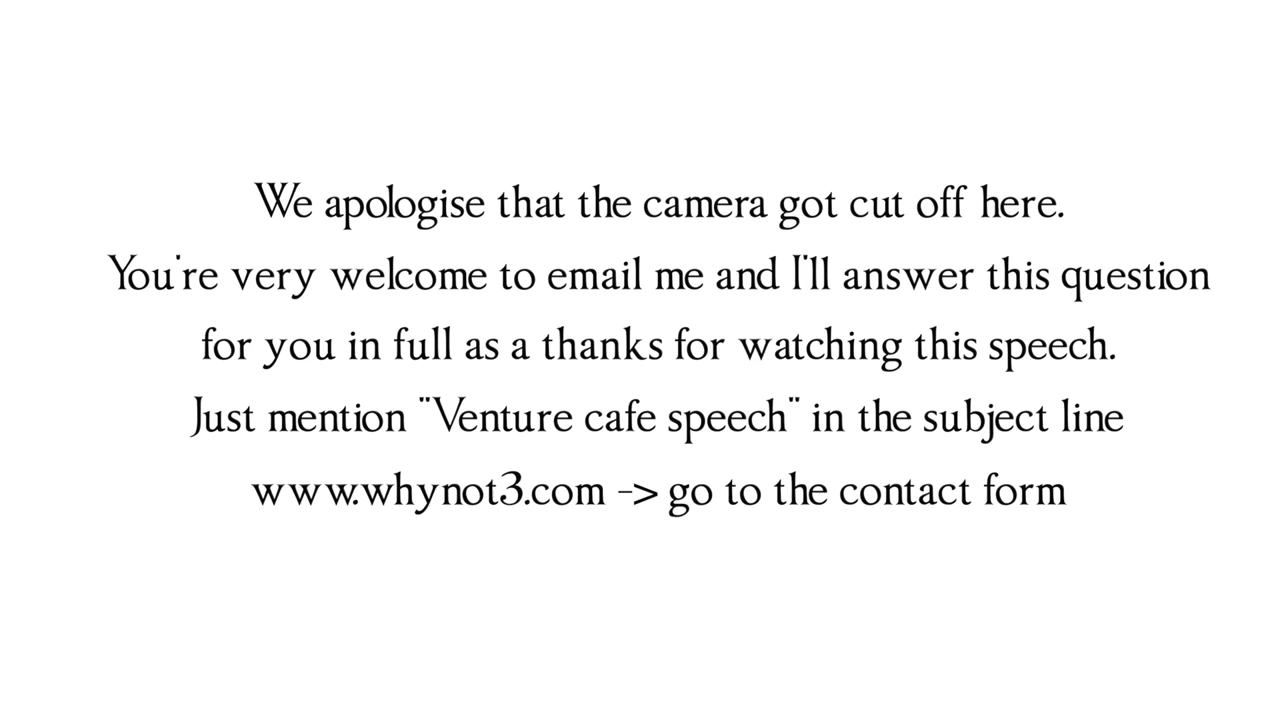 We apologise that the camera got cut off here.
You're very welcome to email me and I'll answer this question
for you in full as a thanks for watching this speech.
Just mention "Venture cafe speech" in the subject line
www.whynot3.com -> go to the contact form